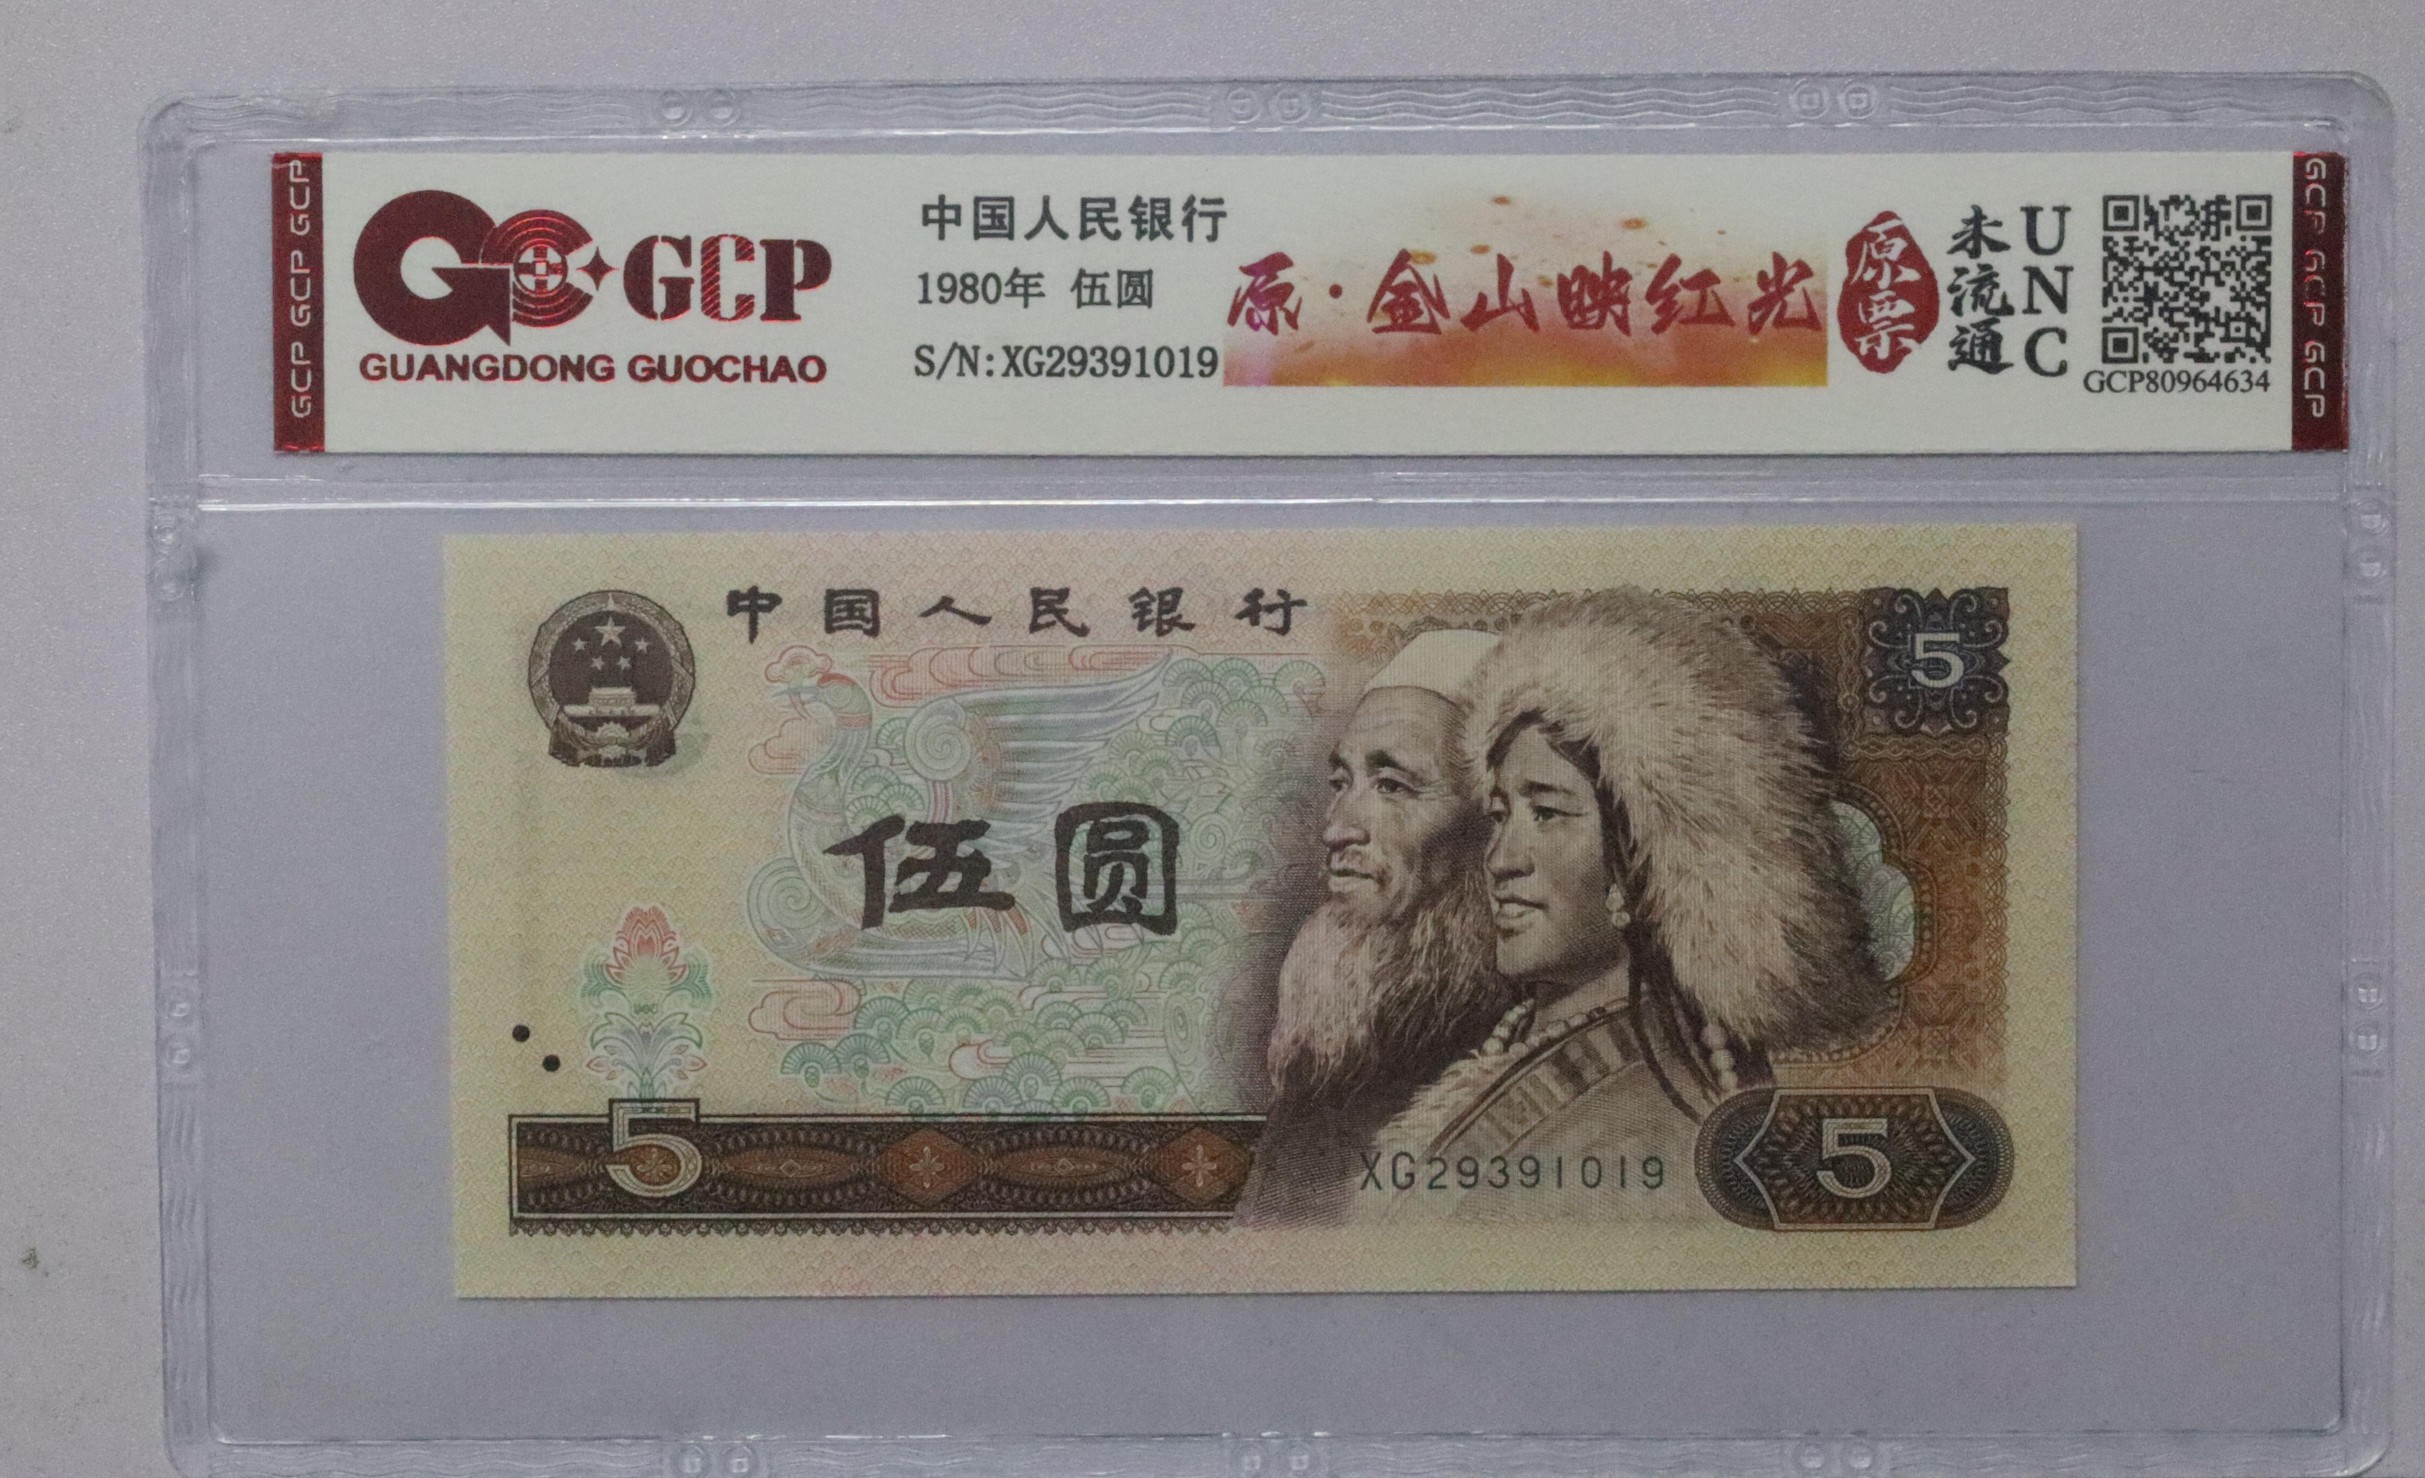 GCP GCP GCP
GCP
GUANGDONG GUOCHAO
中国人民银行
1980年 伍圆
S/N:XG29391019
原·金山映红光
原票
未流通
UNC
GCP80964634
GCP GCP GCP
中国人民银行
5
伍圆
5
XG29391019
5